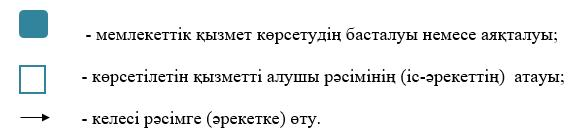 - мемлекеттік қызмет көрсетудің басталуы немесе аяқталуы;
- көрсетілетін қызметті алушы рәсімінің (іс-әрекеттің) атауы;
- келесі рәсімге (әрекетке) өту.